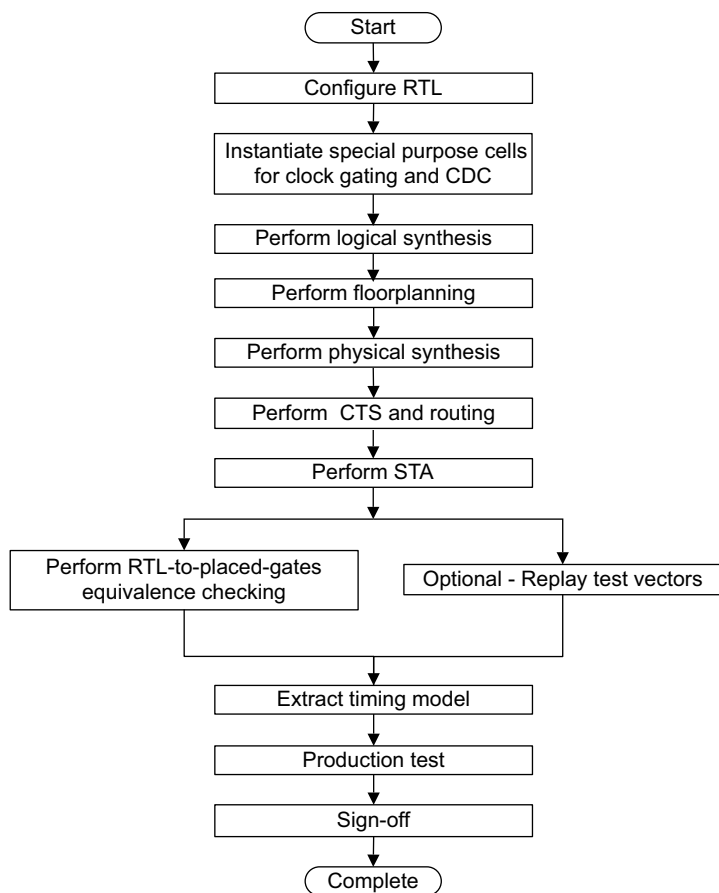 Start
Configure RTL
Instantiate special purpose cells
for clock gating and CDC
Perform logical synthesis
Perform floorplanning
Perform physical synthesis
Perform CTS and routing
Perform STA
Perform RTL-to-placed-gates
equivalence checking
Optional - Replay test vectors
Extract timing model
Production test
Sign-off
Complete